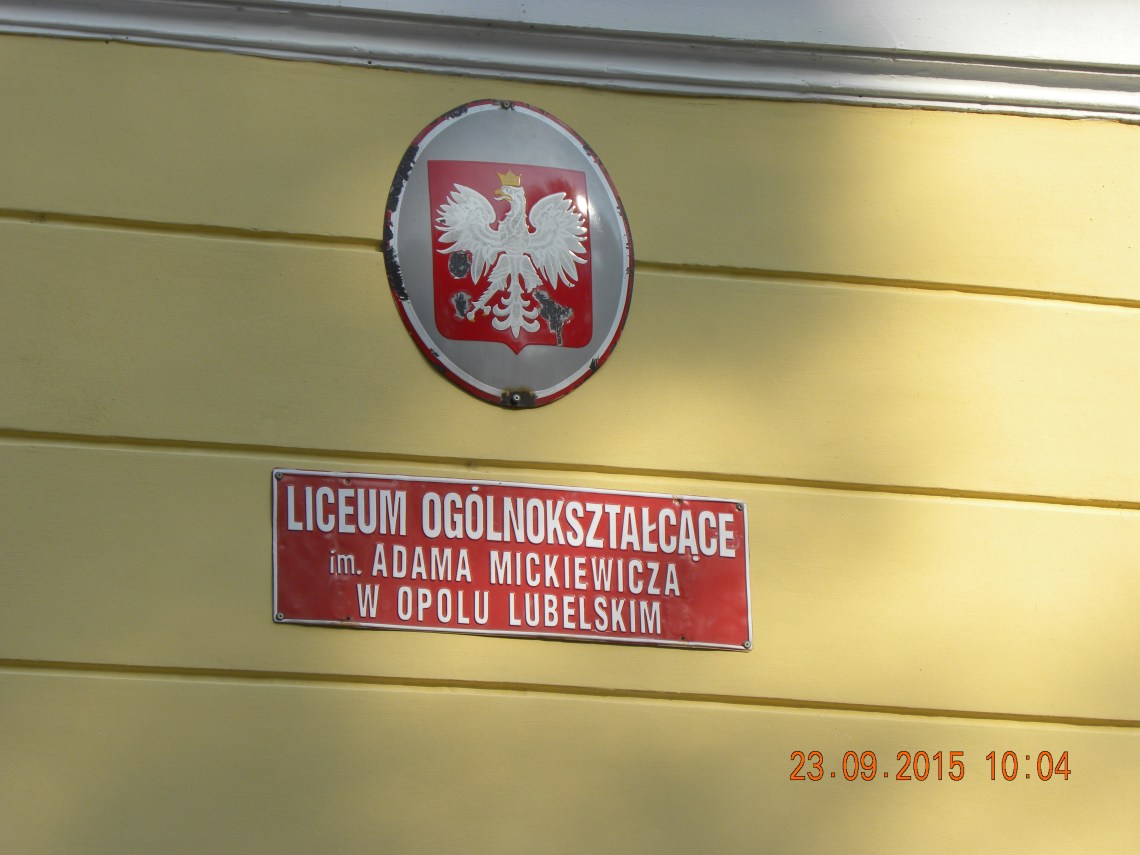 LICEUM OGÓLNOKSZTAŁCĄCE
im. ADAMA MICKIEWICZA
W OPOLU LUBELSKIM
23.09.2015 10:04